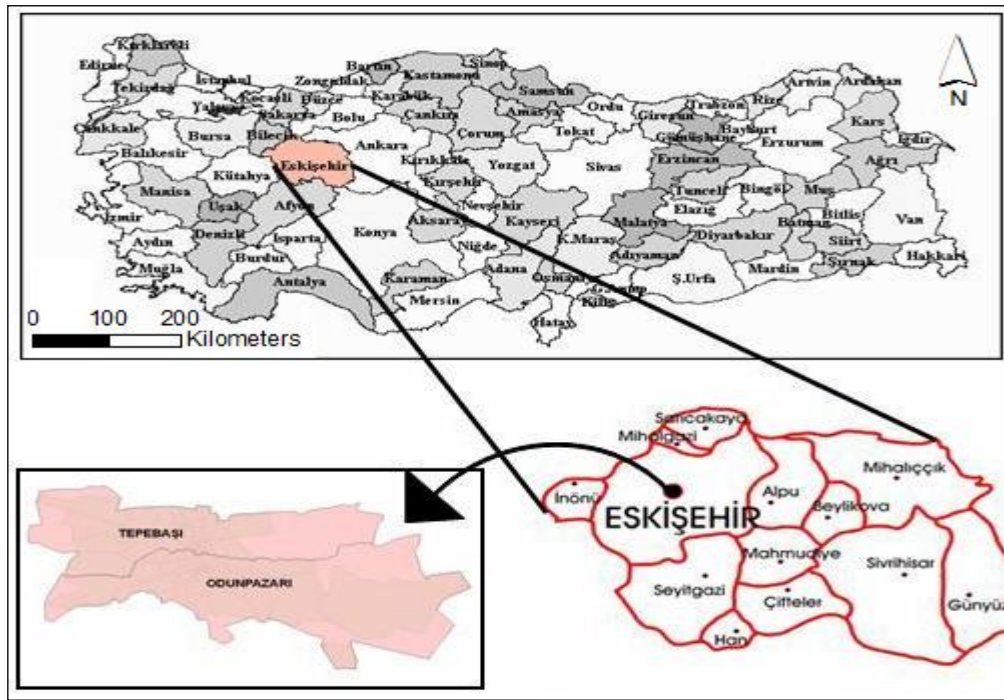 Kırklareli
Edirne
Tekirdağ
İstanbul
Kocaeli
Sakarya
Düzce
Zonguldak
Bartın
Karabük
Kastamonu
Sinop
Samsun
Çankırı
Çorum
Amasya
Ordu
Tokat
Giresun
Trabzon
Rize
Artvin
Ardahan
Kars
Iğdır
Ağrı
Gümüşhane
Bayburt
Erzurum
Erzincan
Bursa
Bilecik
Bolu
Ankara
Balıkesir
Kütahya
Eskişehir
Kırıkkale
Yozgat
Sivas
Tunceli
Bingöl
Muş
Manisa
Uşak
Afyon
Kırşehir
Nevşehir
Kayseri
Malatya
Elazığ
Bitlis
Van
İzmir
Denizli
Isparta
Konya
Aksaray
Niğde
K.Maraş
Adıyaman
Diyarbakır
Batman
Siirt
Aydın
Burdur
Muğla
Antalya
Karaman
Mersin
Adana
Ş.Urfa
Mardin
Şırnak
Hakkari
Kilis
Hatay
N
0 100 200
Kilometers
Sarıcakaya
Mihalıççık
İnönü
Alpu
Beylikova
ESKİŞEHİR
Mahmudiye
Sivrihisar
Seyitgazi
Çifteler
Günyüzü
Han
TEPEBAŞI
ODUNPAZARI